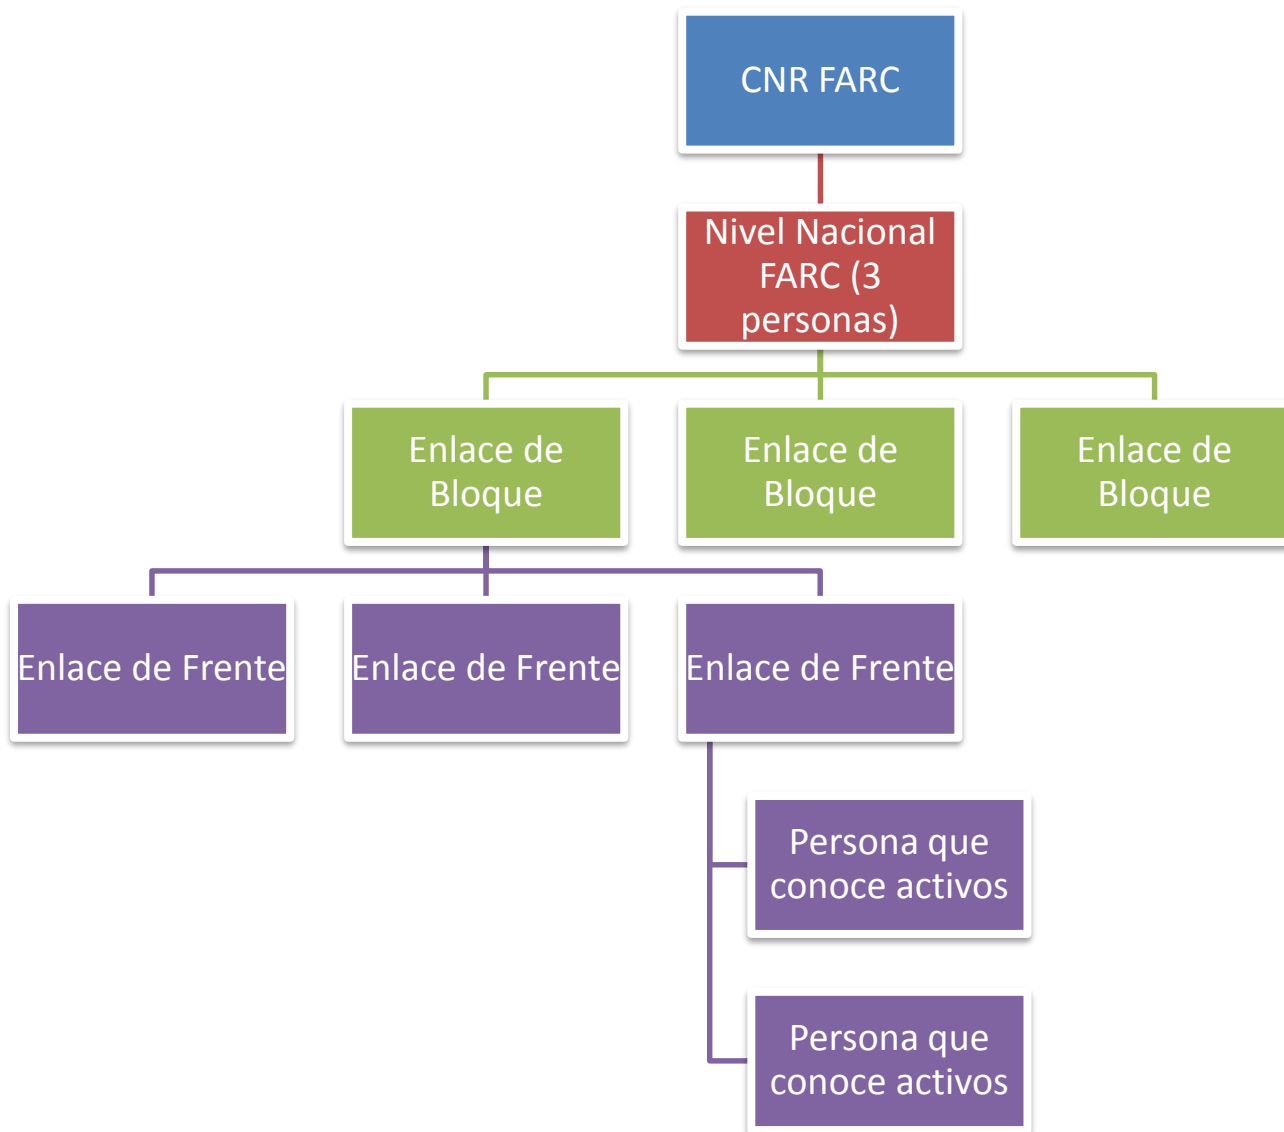 CNR FARC
Nivel Nacional
FARC (3
personas)
Enlace de
Bloque
Enlace de
Bloque
Enlace de
Bloque
Enlace de Frente
Enlace de Frente
Enlace de Frente
Persona que
conoce activos
Persona que
conoce activos